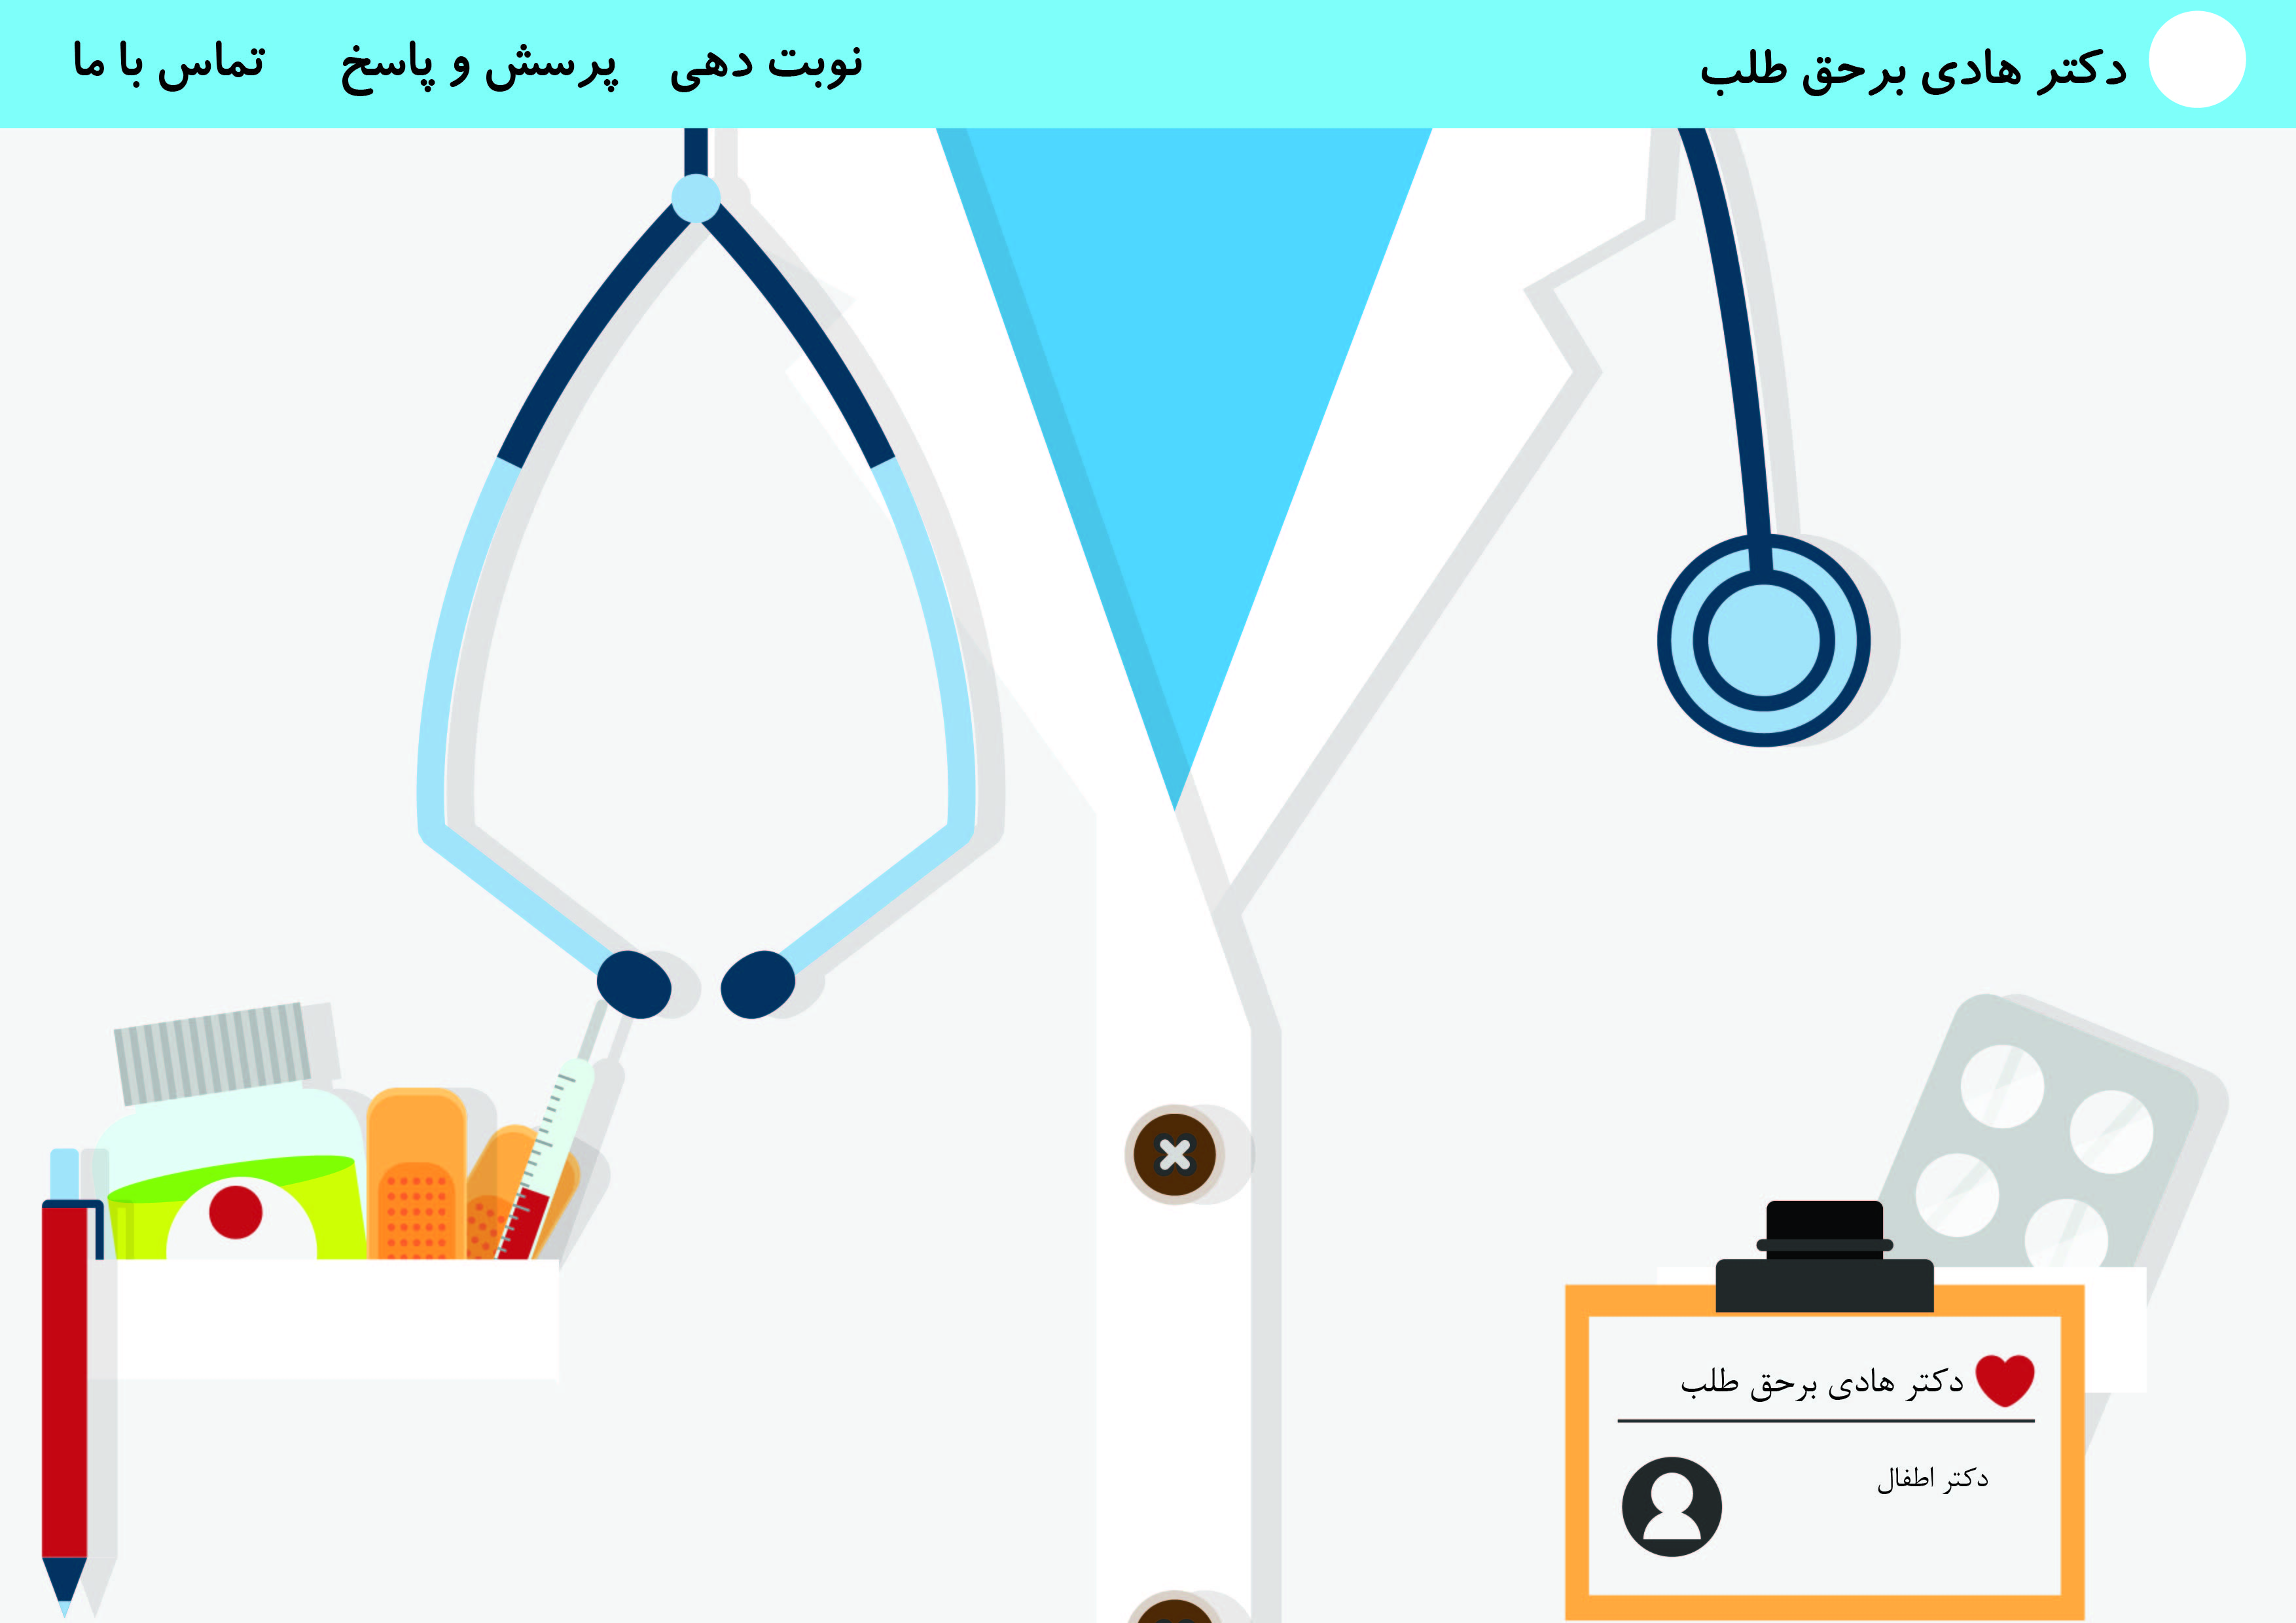 دکتر هادی برحق طلب
نوبت دهی
پرسش و پاسخ
تماس با ما
دکتر هادی برحق طلب
دکتر اطفال